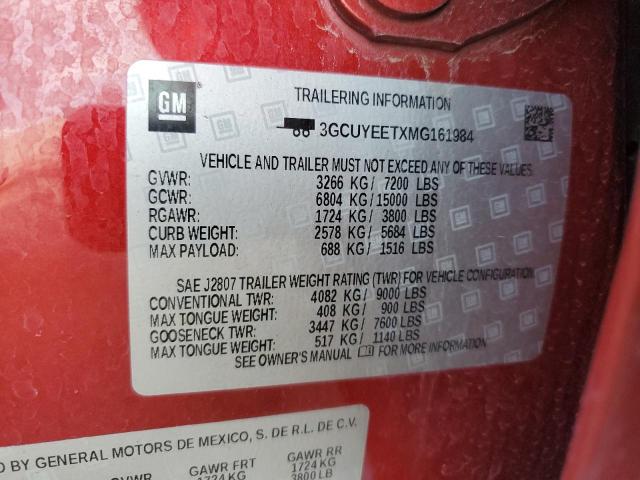 GM
TRAILERING INFORMATION
3GCUYEETXMG161984
VEHICLE AND TRAILER MUST NOT EXCEED ANY OF THESE VALUES.
GVWR: 3266 KG/ 7200 LBS
GCWR: 6804 KG/15000 LBS
RGAWR: 1724 KG/ 3800 LBS
CURB WEIGHT: 2578 KG/ 5684 LBS
MAX PAYLOAD: 688 KG/ 1516 LBS
SAE J2807 TRAILER WEIGHT RATING (TWR) FOR VEHICLE CONFIGURATION.
CONVENTIONAL TWR: 4082 KG/ 9000 LBS
MAX TONGUE WEIGHT: 408 KG/ 900 LBS
GOOSENECK TWR: 3447 KG/ 7600 LBS
MAX TONGUE WEIGHT: 517 KG/ 1140 LBS
SEE OWNER'S MANUAL FOR MORE INFORMATION
D BY GENERAL MOTORS DE MEXICO, S. DE R.L. DE C.V.
GVWR GAWR FRT GAWR RR
1724 KG 1724 KG
3800 LB